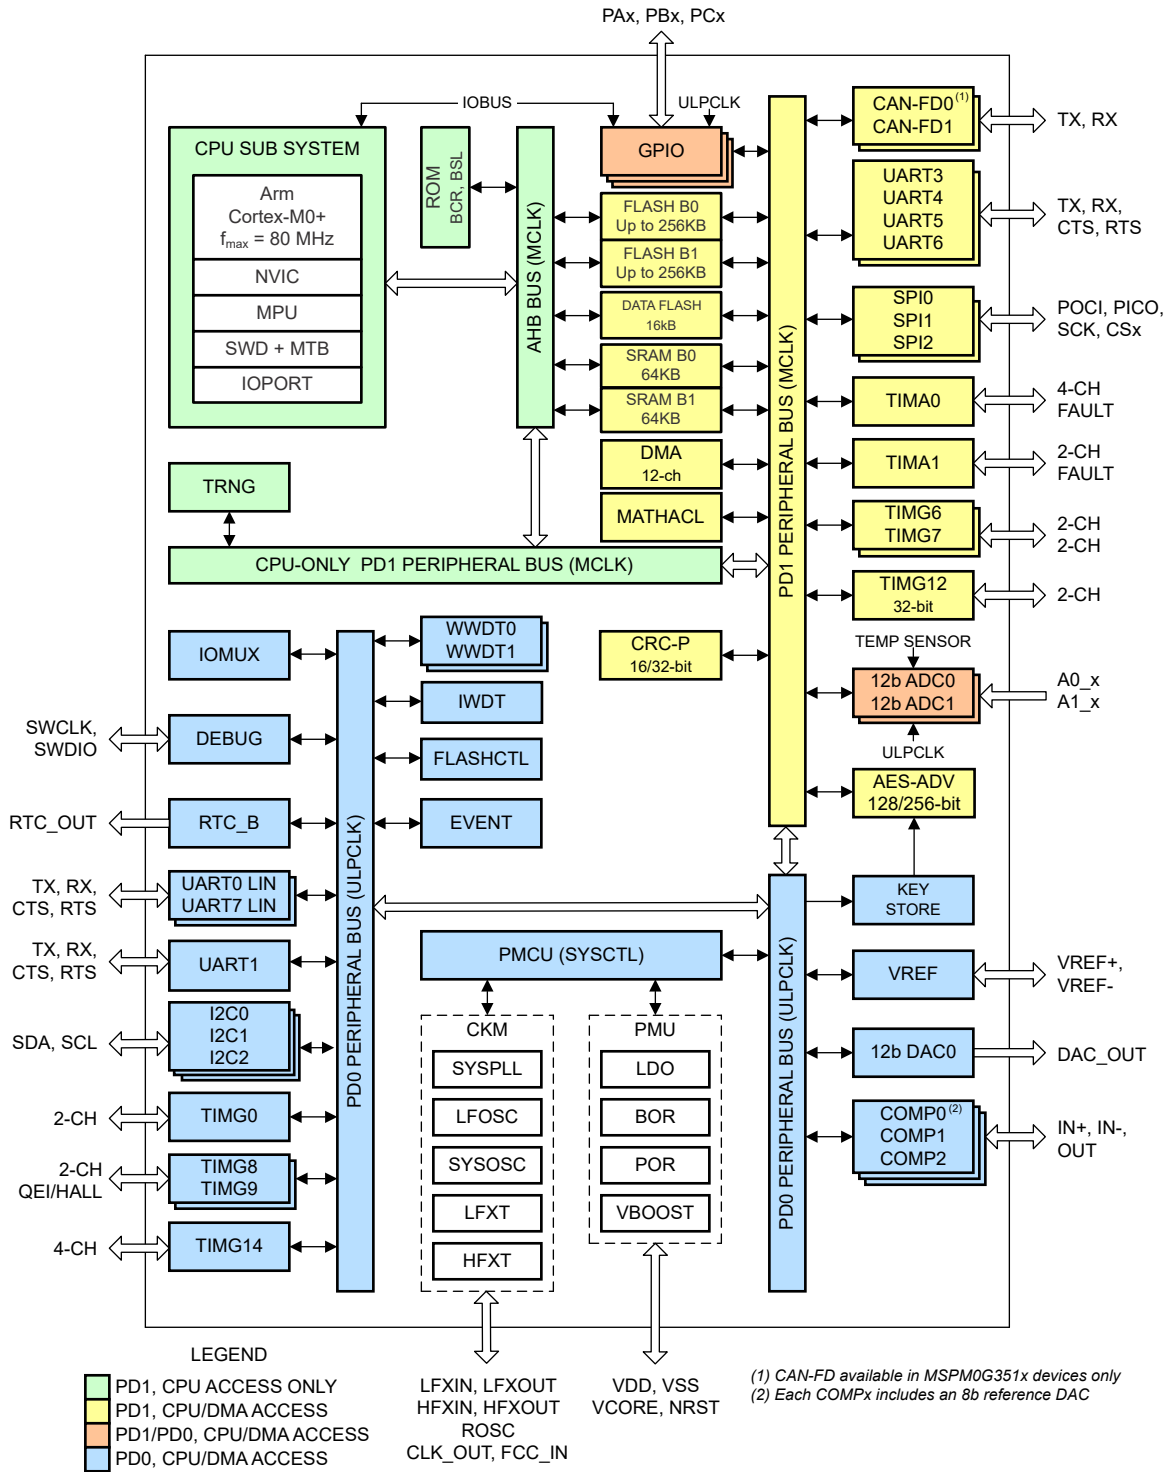 PAx, PBx, PCx
IOBUS
ULPCLK
CPU SUB SYSTEM
Arm
Cortex-M0+
fmax = 80 MHz
NVIC
MPU
SWD + MTB
IOPORT
ROM
BCR, BSL
AHB BUS (MCLK)
GPIO
FLASH B0
Up to 256KB
FLASH B1
Up to 256KB
DATA FLASH
16kB
SRAM B0
64KB
SRAM B1
64KB
DMA
12-ch
MATHACL
TRNG
CPU-ONLY PD1 PERIPHERAL BUS (MCLK)
CRC-P
16/32-bit
PD1 PERIPHERAL BUS (MCLK)
CAN-FD0(1)
CAN-FD1
TX, RX
UART3
UART4
UART5
UART6
TX, RX,
CTS, RTS
SPI0
SPI1
SPI2
POCI, PICO,
SCK, CSx
TIMA0
4-CH
FAULT
TIMA1
2-CH
FAULT
TIMG6
TIMG7
2-CH
2-CH
TIMG12
32-bit
2-CH
TEMP SENSOR
12b ADC0
12b ADC1
A0_x
A1_x
ULPCLK
AES-ADV
128/256-bit
KEY
STORE
VREF
VREF+,
VREF-
12b DAC0
DAC_OUT
COMP0(2)
COMP1
COMP2
IN+, IN-,
OUT
PD0 PERIPHERAL BUS (ULPCLK)
IOMUX
SWCLK,
SWDIO
DEBUG
RTC_OUT
RTC_B
TX, RX,
CTS, RTS
UART0 LIN
UART7 LIN
TX, RX,
CTS, RTS
UART1
SDA, SCL
I2C0
I2C1
I2C2
2-CH
TIMG0
2-CH
QEI/HALL
TIMG8
TIMG9
4-CH
TIMG14
PD0 PERIPHERAL BUS (ULPCLK)
WWDT0
WWDT1
IWDT
FLASHCTL
EVENT
PMCU (SYSCTL)
CKM
SYSPLL
LFOSC
SYSOSC
LFXT
HFXT
PMU
LDO
BOR
POR
VBOOST
LFXIN, LFXOUT
HFXIN, HFXOUT
ROSC
CLK_OUT, FCC_IN
VDD, VSS
VCORE, NRST
LEGEND
PD1, CPU ACCESS ONLY
PD1, CPU/DMA ACCESS
PD1/PD0, CPU/DMA ACCESS
PD0, CPU/DMA ACCESS
(1) CAN-FD available in MSPM0G351x devices only
(2) Each COMPx includes an 8b reference DAC